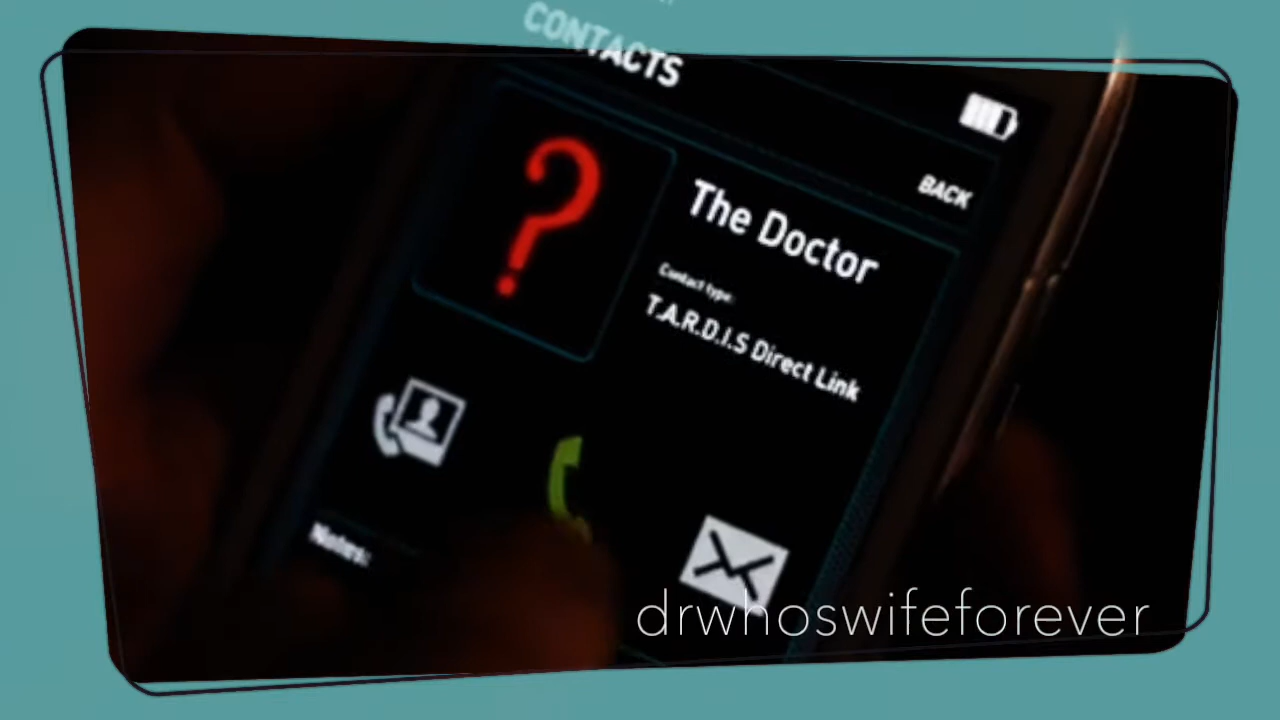 CONTACTS
BACK
The Doctor
Contact type:
T.A.R.D.I.S Direct Link
Notes:
drwhoswifeforever